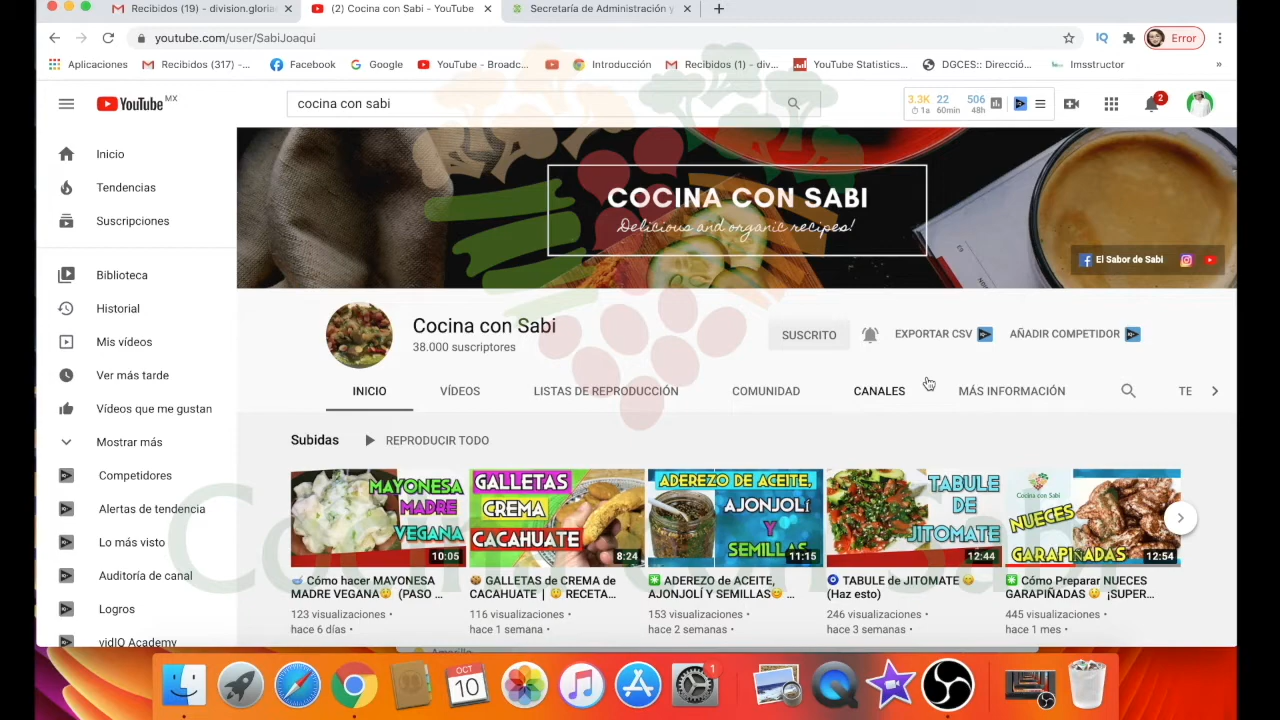 Recibidos (19) - division.gloria
(2) Cocina con Sabi - YouTube
Secretaría de Administración y
youtube.com/user/SabiJoaqui
IQ
Error
Aplicaciones
Recibidos (317) -...
Facebook
Google
YouTube - Broadc...
Introducción
Recibidos (1) - div...
YouTube Statistics...
DGCES:: Direcció...
Imsstructor
»
YouTube MX
cocina con sabi
3.3K 22 506
1a 60min 48h
2
Inicio
Tendencias
Suscripciones
Biblioteca
Historial
Mis vídeos
Ver más tarde
Vídeos que me gustan
Mostrar más
Competidores
Alertas de tendencia
Lo más visto
Auditoría de canal
Logros
vidIQ Academy
COCINA CON SABI
Delicious and organic recipes!
El Sabor de Sabi
Cocina con Sabi
38.000 suscriptores
SUSCRITO
EXPORTAR CSV
AÑADIR COMPETIDOR
INICIO VÍDEOS LISTAS DE REPRODUCCIÓN COMUNIDAD CANALES MÁS INFORMACIÓN TE
Subidas REPRODUCIR TODO
MAYONESA
MADRE
VEGANA
10:05
GALLETAS
CREMA
CACAHUATE
8:24
ADEREZO DE ACEITE,
AJONJOLÍ
Y
SEMILLAS
11:15
TABULE
DE
JITOMATE
12:44
Cocina con Sabi
NUECES
GARAPIÑADAS
12:54
Cómo hacer MAYONESA
MADRE VEGANA (PASO ...
123 visualizaciones •
hace 6 días •
GALLETAS de CREMA de
CACAHUATE | RECETA...
116 visualizaciones •
hace 1 semana •
ADEREZO de ACEITE,
AJONJOLÍ Y SEMILLAS ...
153 visualizaciones •
hace 2 semanas •
TABULE de JITOMATE
(Haz esto)
246 visualizaciones •
hace 3 semanas •
Cómo Preparar NUECES
GARAPIÑADAS ¡SUPER...
445 visualizaciones •
hace 1 mes •
Cocina con Sabi
Amarillo
OCT
10
1